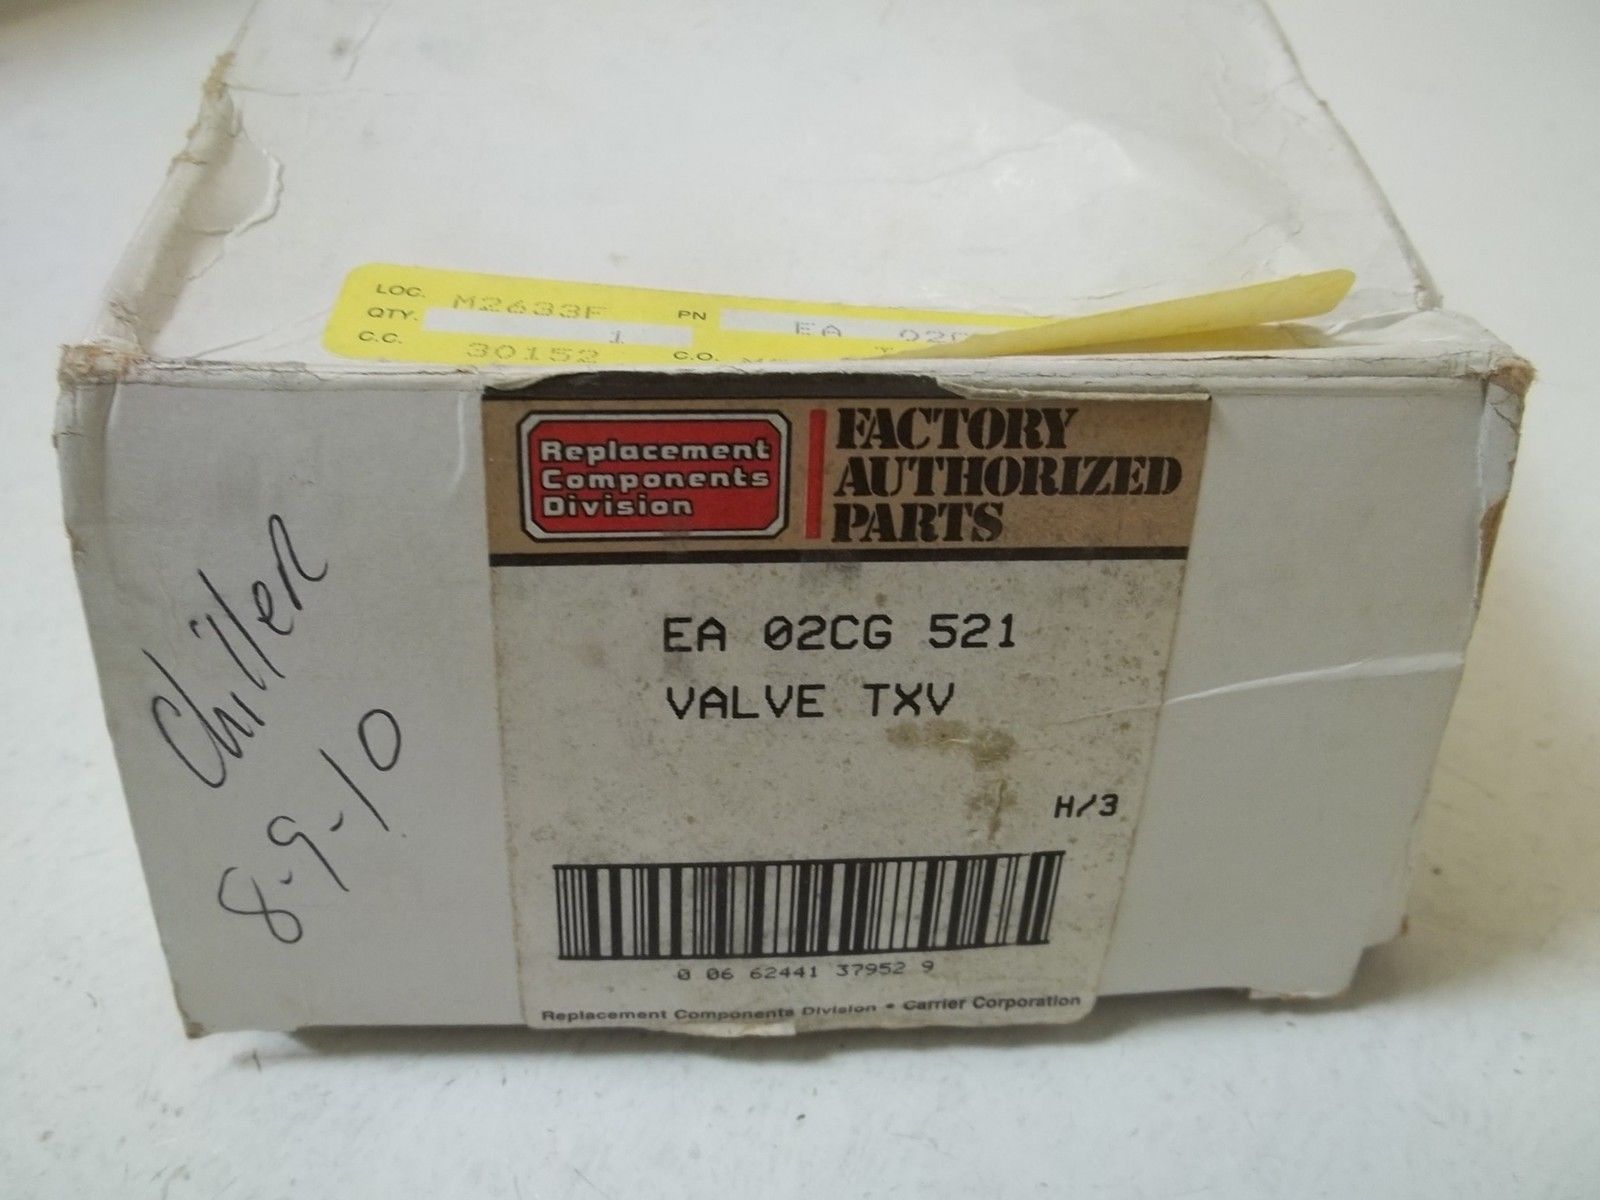 LOC. M2633F
QTY. 1 PN EA
C.C. 30152 C.O.
Replacement
Components
Division
FACTORY
AUTHORIZED
PARTS
EA 02CG 521
VALVE TXV
H/3
0 06 62441 37952 9
Replacement Components Division • Carrier Corporation
Chiller
8-9-10